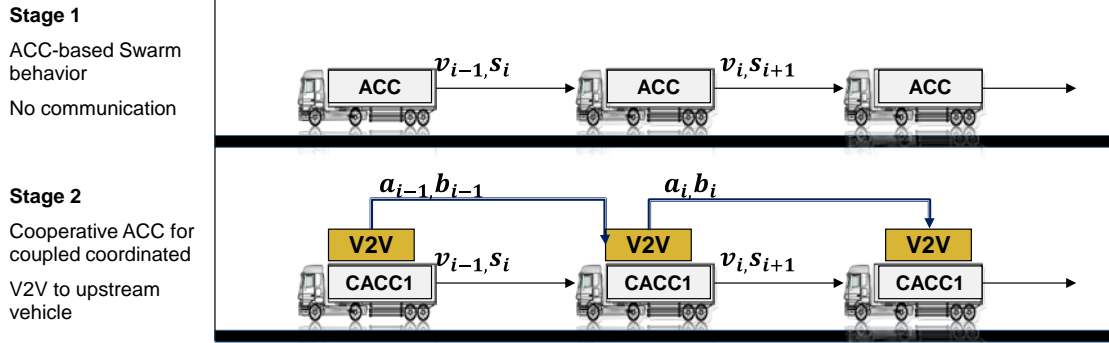 Stage 1
ACC-based Swarm
behavior
No communication
v_{i-1}, s_i
v_i, s_{i+1}
ACC
ACC
ACC
Stage 2
Cooperative ACC for
coupled coordinated
V2V to upstream
vehicle
a_{i-1}, b_{i-1}
a_i, b_i
V2V
V2V
V2V
v_{i-1}, s_i
v_i, s_{i+1}
CACC1
CACC1
CACC1